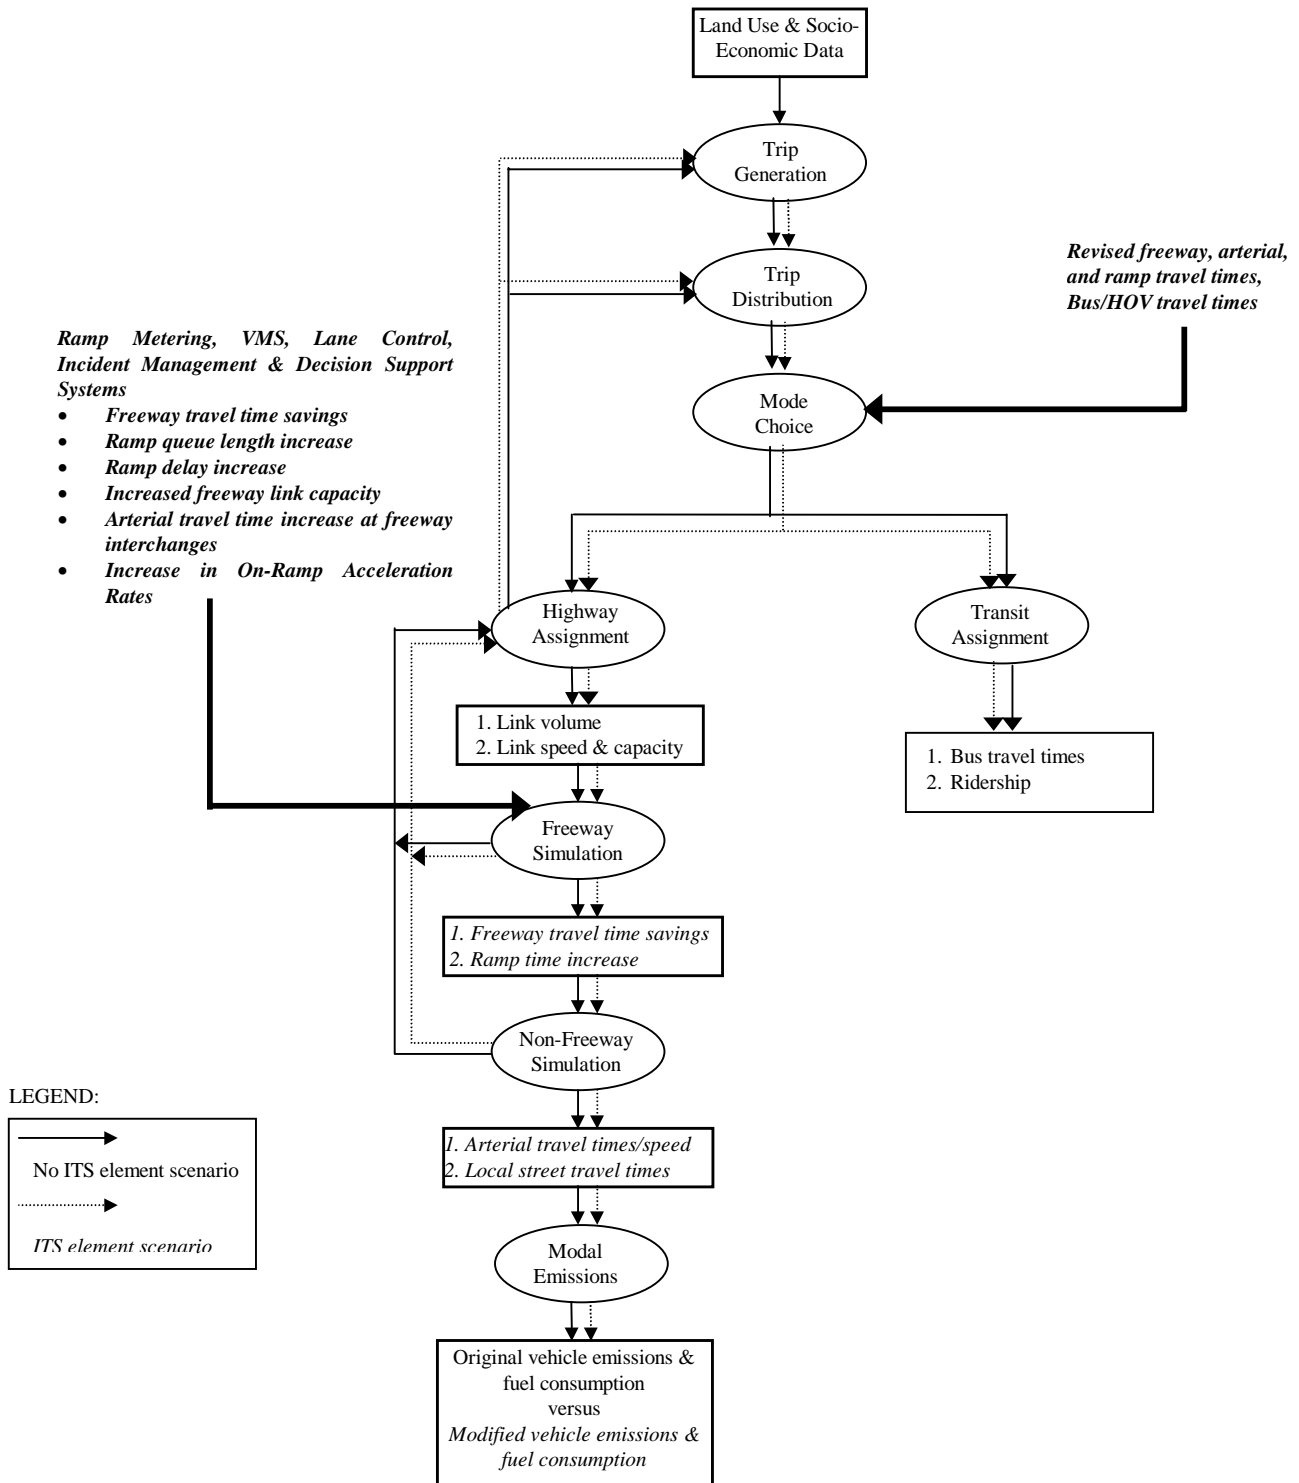 Land Use & Socio-
Economic Data
Trip
Generation
Trip
Distribution
Revised freeway, arterial,
and ramp travel times,
Bus/HOV travel times
Ramp Metering, VMS, Lane Control,
Incident Management & Decision Support
Systems
• Freeway travel time savings
• Ramp queue length increase
• Ramp delay increase
• Increased freeway link capacity
• Arterial travel time increase at freeway
interchanges
• Increase in On-Ramp Acceleration
Rates
Mode
Choice
Highway
Assignment
Transit
Assignment
1. Link volume
2. Link speed & capacity
1. Bus travel times
2. Ridership
Freeway
Simulation
1. Freeway travel time savings
2. Ramp time increase
Non-Freeway
Simulation
LEGEND:
No ITS element scenario
ITS element scenario
1. Arterial travel times/speed
2. Local street travel times
Modal
Emissions
Original vehicle emissions &
fuel consumption
versus
Modified vehicle emissions &
fuel consumption